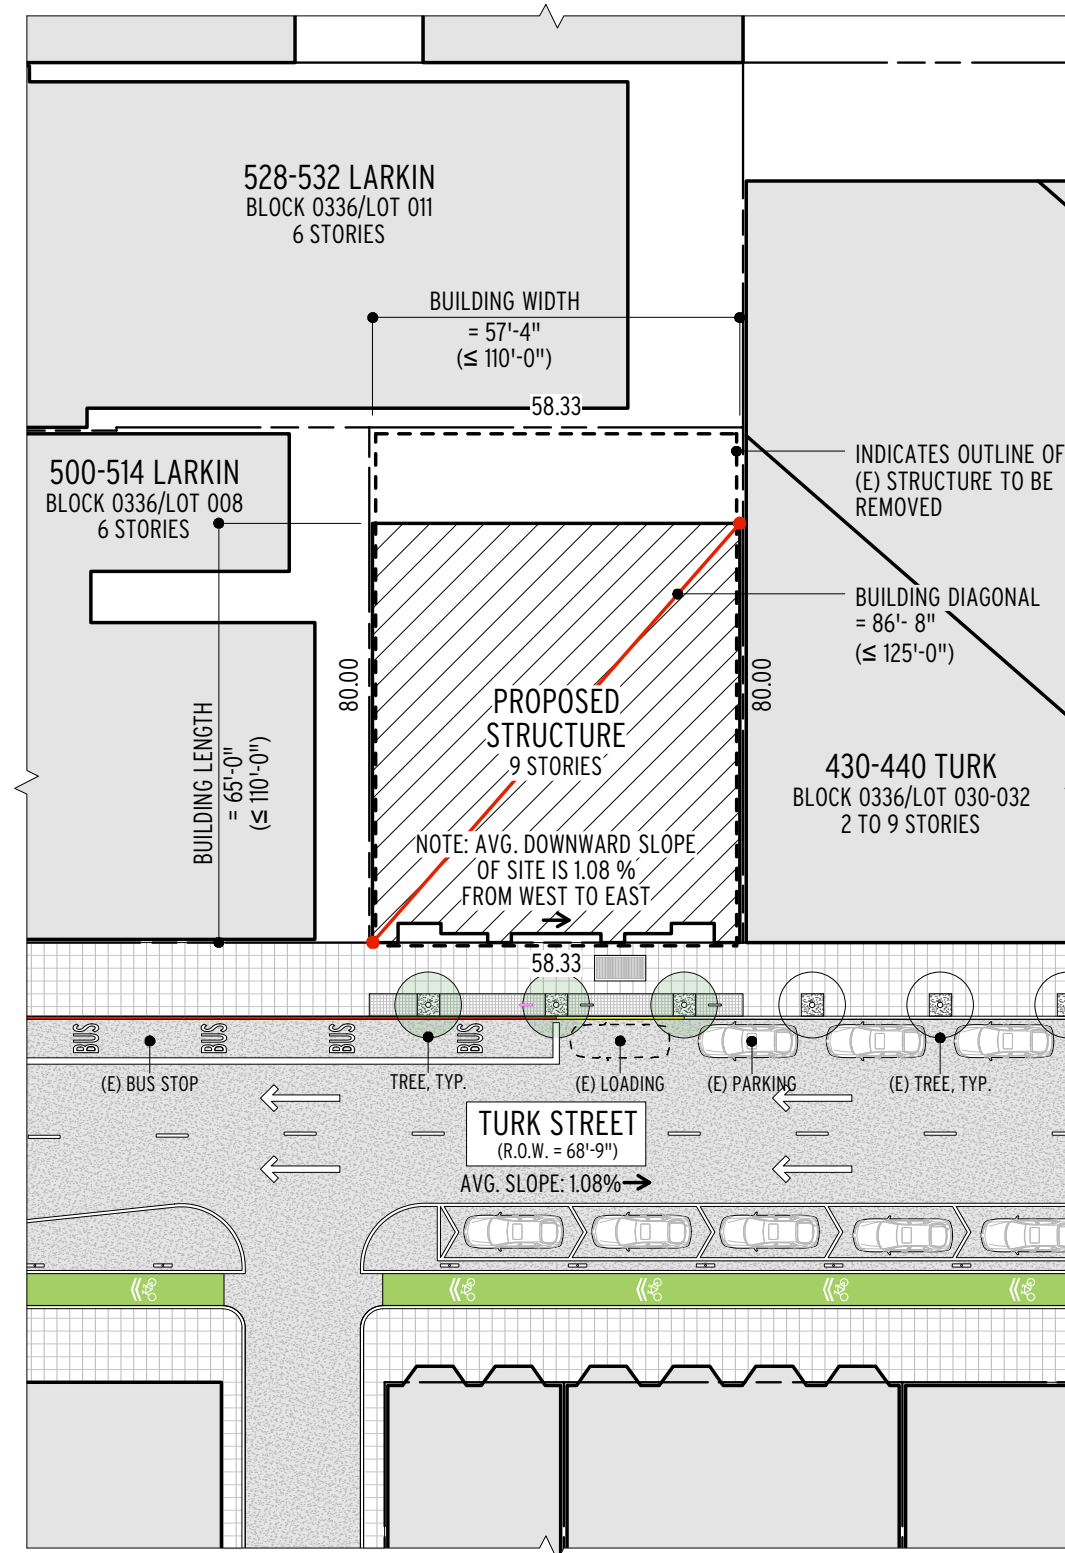 528-532 LARKIN
BLOCK 0336/LOT 011
6 STORIES
BUILDING WIDTH
= 57'-4"
(≤ 110'-0")
58.33
500-514 LARKIN
BLOCK 0336/LOT 008
6 STORIES
INDICATES OUTLINE OF
(E) STRUCTURE TO BE
REMOVED
BUILDING DIAGONAL
= 86'- 8"
(≤ 125'-0")
80.00
80.00
BUILDING LENGTH
= 65'-0"
(≤ 110'-0")
PROPOSED
STRUCTURE
9 STORIES
430-440 TURK
BLOCK 0336/LOT 030-032
2 TO 9 STORIES
NOTE: AVG. DOWNWARD SLOPE
OF SITE IS 1.08 %
FROM WEST TO EAST
58.33
BUS
BUS
BUS
BUS
(E) BUS STOP
TREE, TYP.
(E) LOADING
(E) PARKING
(E) TREE, TYP.
TURK STREET
(R.O.W. = 68'-9")
AVG. SLOPE: 1.08%